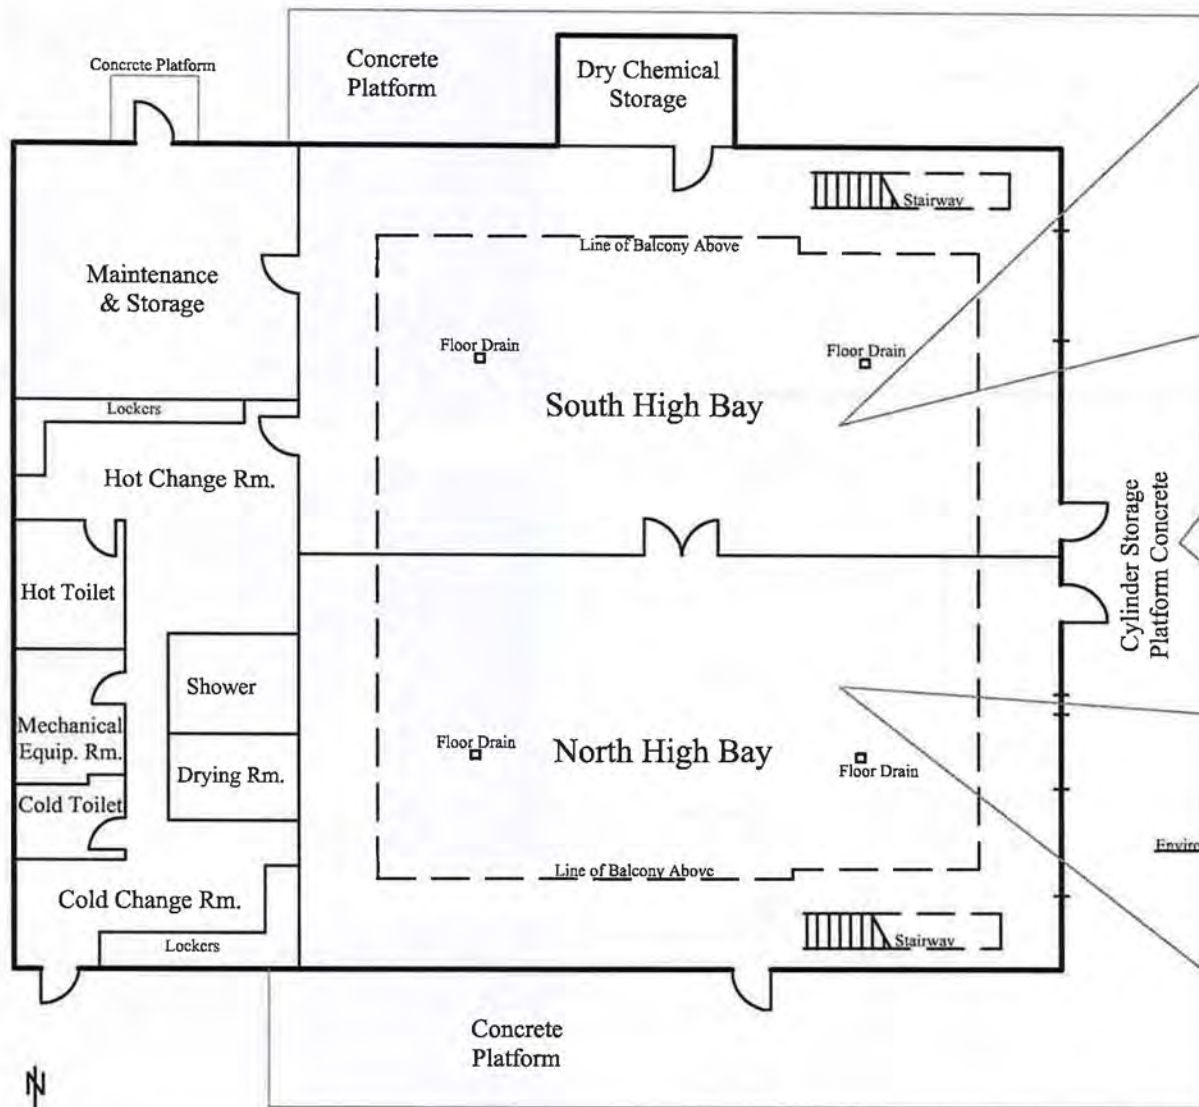 Concrete Platform
Concrete
Platform
Dry Chemical
Storage
Stairway
Line of Balcony Above
Maintenance
& Storage
Floor Drain
Floor Drain
Lockers
South High Bay
Hot Change Rm.
Cylinder Storage
Platform Concrete
Hot Toilet
Shower
Mechanical
Equip. Rm.
Floor Drain
North High Bay
Floor Drain
Drying Rm.
Cold Toilet
Enviro
Line of Balcony Above
Cold Change Rm.
Lockers
Stairway
Concrete
Platform
N